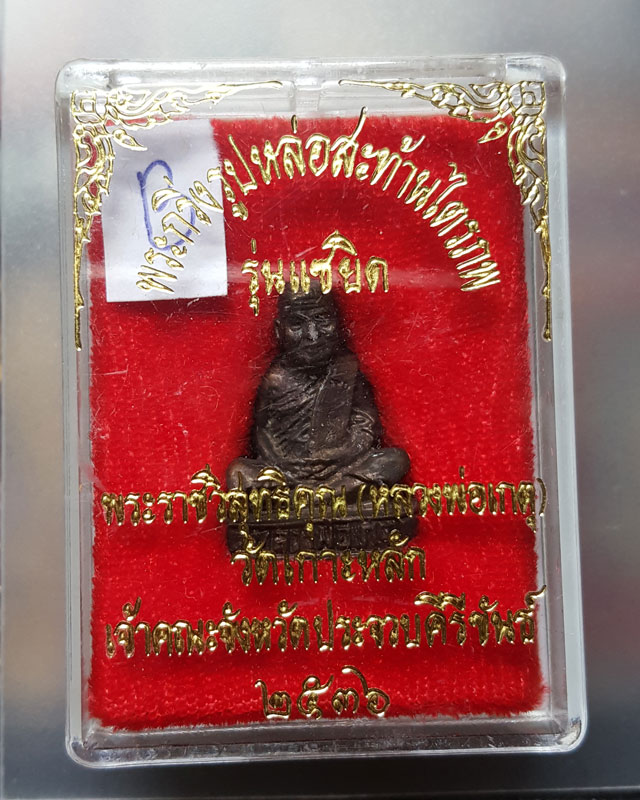 พระกริ่งรูปหล่อสะท้านไตรภพ
รุ่นแซยิด
พระราชวิสุทธิคุณ (หลวงพ่อเกตุ)
วัดเกาะหลัก
เจ้าคณะจังหวัดประจวบคีรีขันธ์
๒๕๓๖